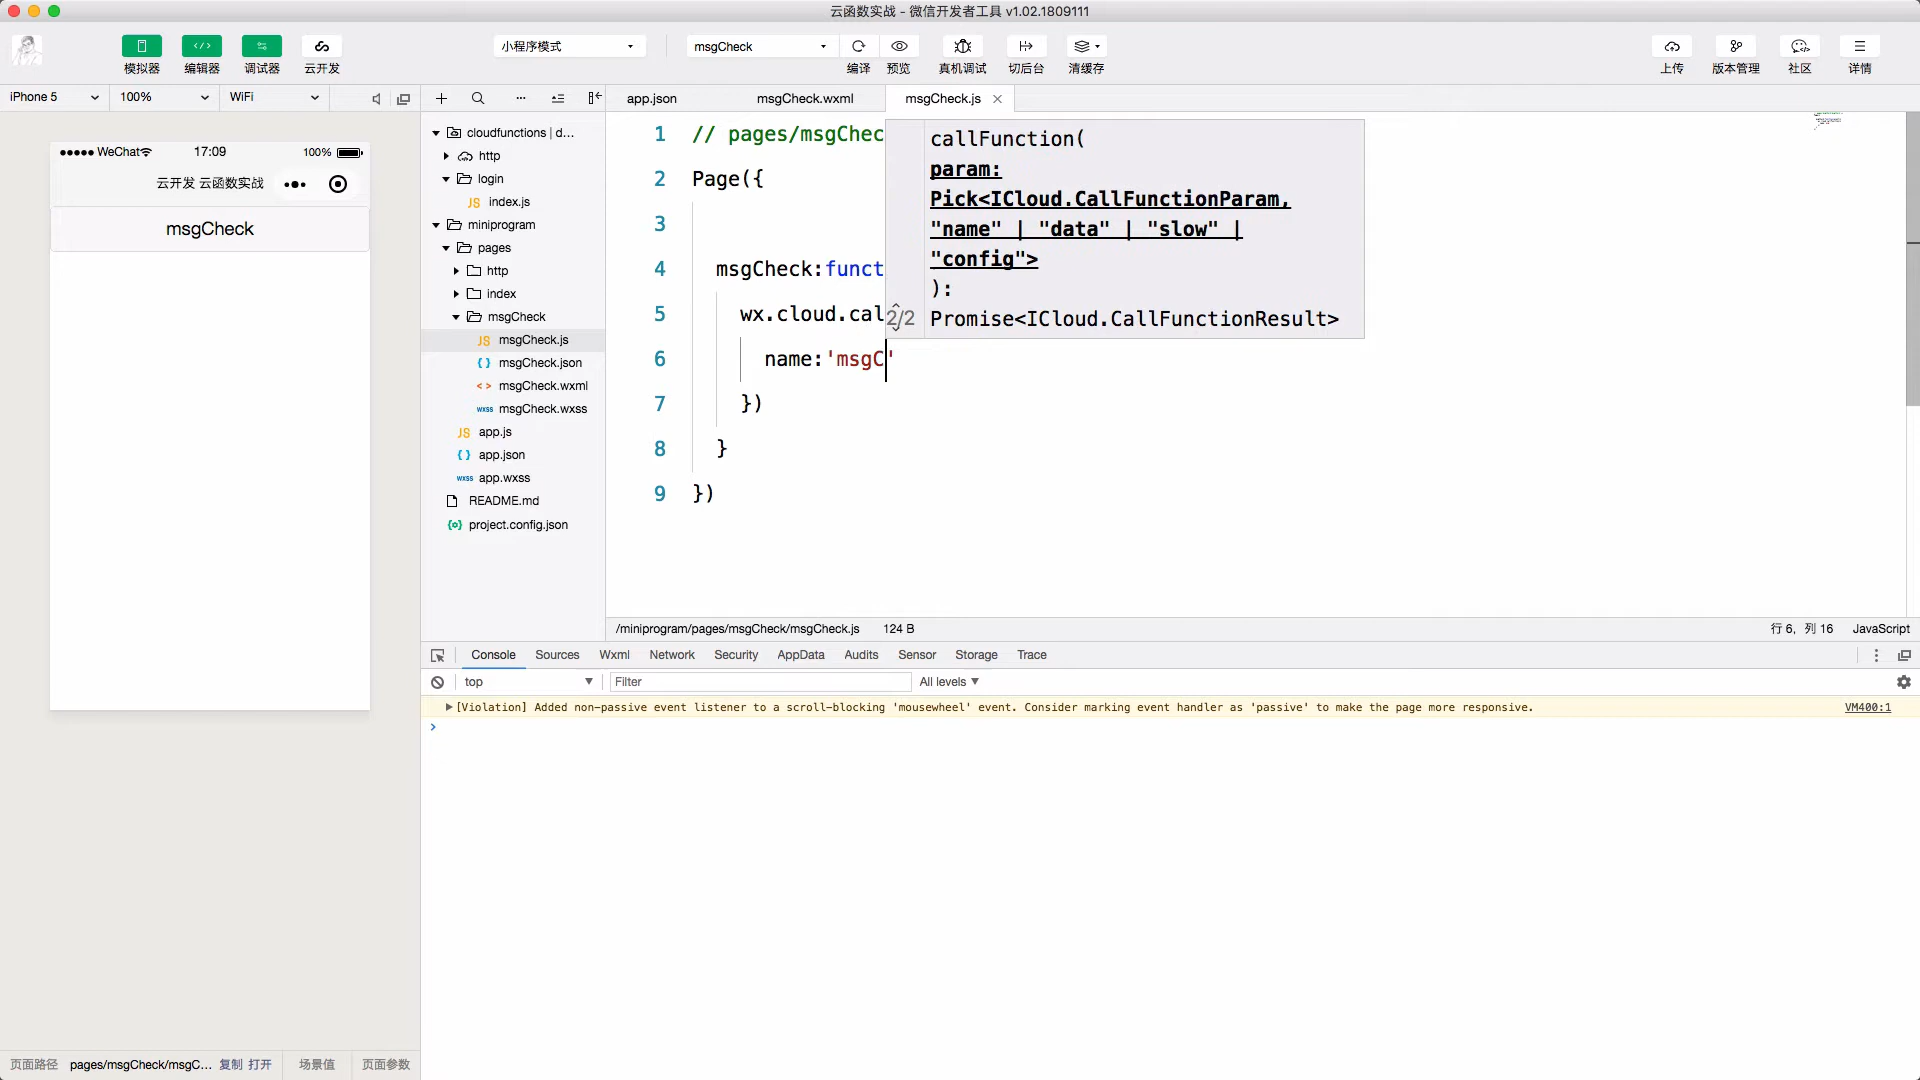 云函数实战 - 微信开发者工具 v1.02.1809111
模拟器
编辑器
调试器
云开发
小程序模式
msgCheck
编译
预览
真机调试
切后台
清缓存
上传
版本管理
社区
详情
iPhone 5
100%
WiFi
WeChat
17:09
100%
云开发 云函数实战
msgCheck
cloudfunctions | d...
http
login
JS index.js
miniprogram
pages
http
index
msgCheck
JS msgCheck.js
{ } msgCheck.json
< > msgCheck.wxml
wxss msgCheck.wxss
JS app.js
{ } app.json
wxss app.wxss
README.md
{o} project.config.json
app.json
msgCheck.wxml
msgCheck.js
1 // pages/msgChec
2 Page({
3
4 msgCheck:funct
5 wx.cloud.cal
6 name:'msgC'
7 })
8 }
9 })
2/2
callFunction(
param:
Pick<ICloud.CallFunctionParam,
"name" | "data" | "slow" |
"config">
):
Promise<ICloud.CallFunctionResult>
/miniprogram/pages/msgCheck/msgCheck.js 124 B
行 6, 列 16 JavaScript
Console Sources Wxml Network Security AppData Audits Sensor Storage Trace
top
Filter
All levels
[Violation] Added non-passive event listener to a scroll-blocking 'mousewheel' event. Consider marking event handler as 'passive' to make the page more responsive.
VM400:1
页面路径 pages/msgCheck/msgC... 复制 打开
场景值
页面参数